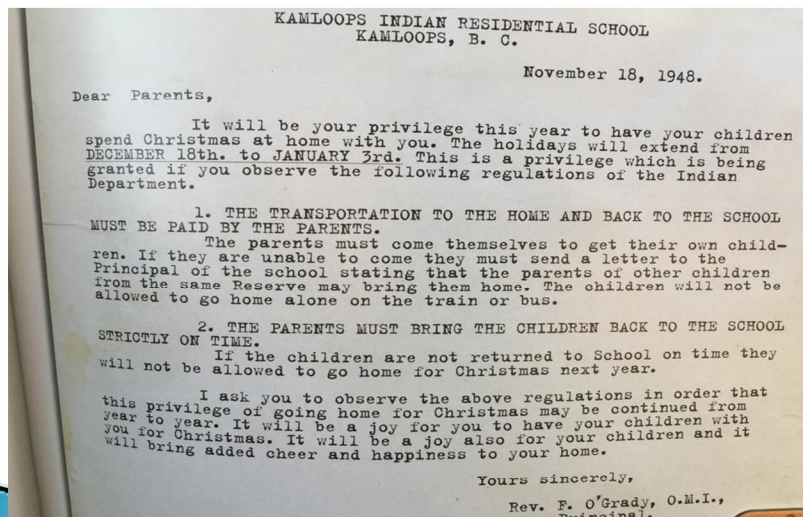 KAMLOOPS INDIAN RESIDENTIAL SCHOOL
KAMLOOPS, B. C.
November 18, 1948.
Dear Parents,
It will be your privilege this year to have your children
spend Christmas at home with you. The holidays will extend from
DECEMBER 18th. to JANUARY 3rd. This is a privilege which is being
granted if you observe the following regulations of the Indian
Department.
1. THE TRANSPORTATION TO THE HOME AND BACK TO THE SCHOOL
MUST BE PAID BY THE PARENTS.
The parents must come themselves to get their own child-
ren. If they are unable to come they must send a letter to the
Principal of the school stating that the parents of other children
from the same Reserve may bring them home. The children will not be
allowed to go home alone on the train or bus.
2. THE PARENTS MUST BRING THE CHILDREN BACK TO THE SCHOOL
STRICTLY ON TIME.
If the children are not returned to School on time they
will not be allowed to go home for Christmas next year.
I ask you to observe the above regulations in order that
this privilege of going home for Christmas may be continued from
year to year. It will be a joy for you to have your children with
you for Christmas. It will be a joy also for your children and it
will bring added cheer and happiness to your home.
Yours sincerely,
Rev. F. O'Grady, O.M.I.,
Principal.